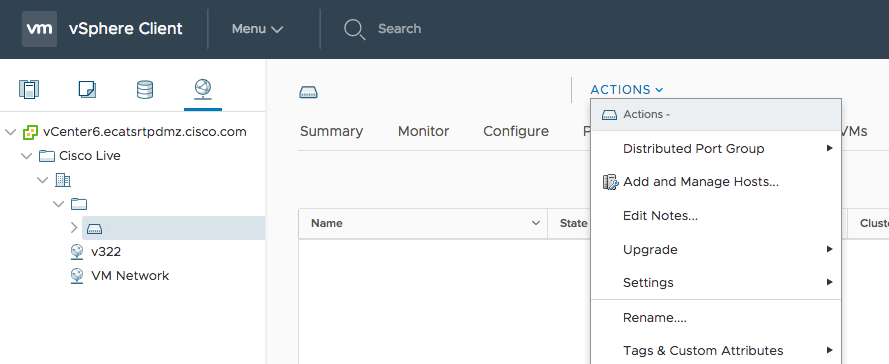 vm vSphere Client Menu Search
ACTIONS
vCenter6.ecatsrtpdmz.cisco.com
Cisco Live
v322
VM Network
Summary Monitor Configure P VMs
Name State Cluste
Actions -
Distributed Port Group
Add and Manage Hosts...
Edit Notes...
Upgrade
Settings
Rename....
Tags & Custom Attributes